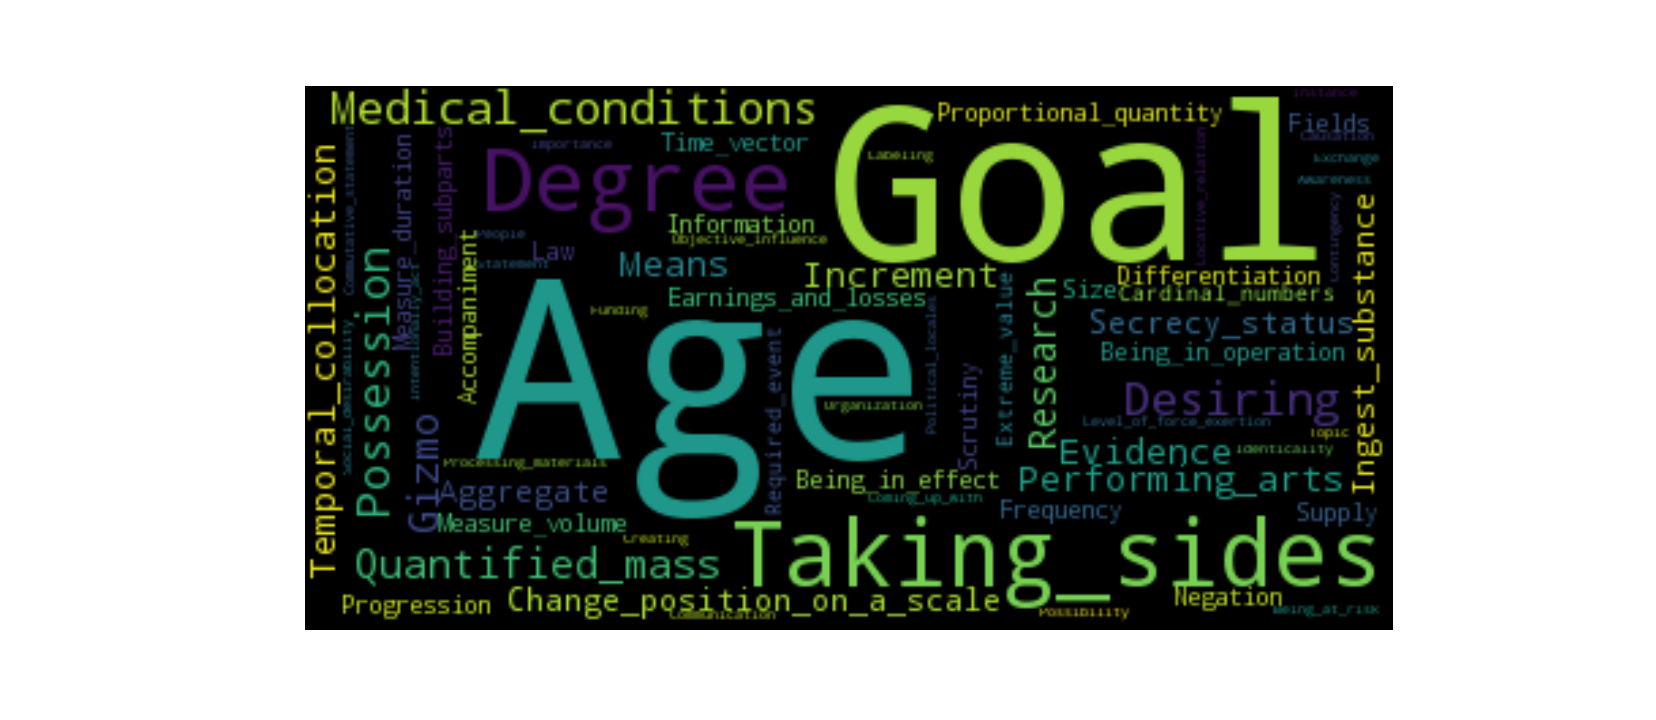 Medical_conditions
Goal
Proportional_quantity
Instance
Fields
Causation
Time_vector
importance
Labeling
Exchange
Awareness
Degree
Temporal_collocation
Commutative_statement
Measure_duration
Building_subparts
Locative_relation
Contingency
Ingest_substance
Information
Objective_influence
People
Law
Statement
Accompaniment
Possession
intentionally_act
Means
Increment
Differentiation
Size
Cardinal_numbers
Earnings_and_losses
Funding
Age
Political_locales
Extreme_value
Research
Secrecy_status
Being_in_operation
Social_desirability
Required_event
Scrutiny
Desiring
Organization
Level_of_force_exertion
Topic
Gizmo
Evidence
Identicality
Processing_materials
Aggregate
Being_in_effect
Performing_arts
Coming_up_with
Frequency
Supply
Measure_volume
Creating
Taking_sides
Quantified_mass
Progression
Change_position_on_a_scale
Negation
Communication
Possibility
Being_at_risk